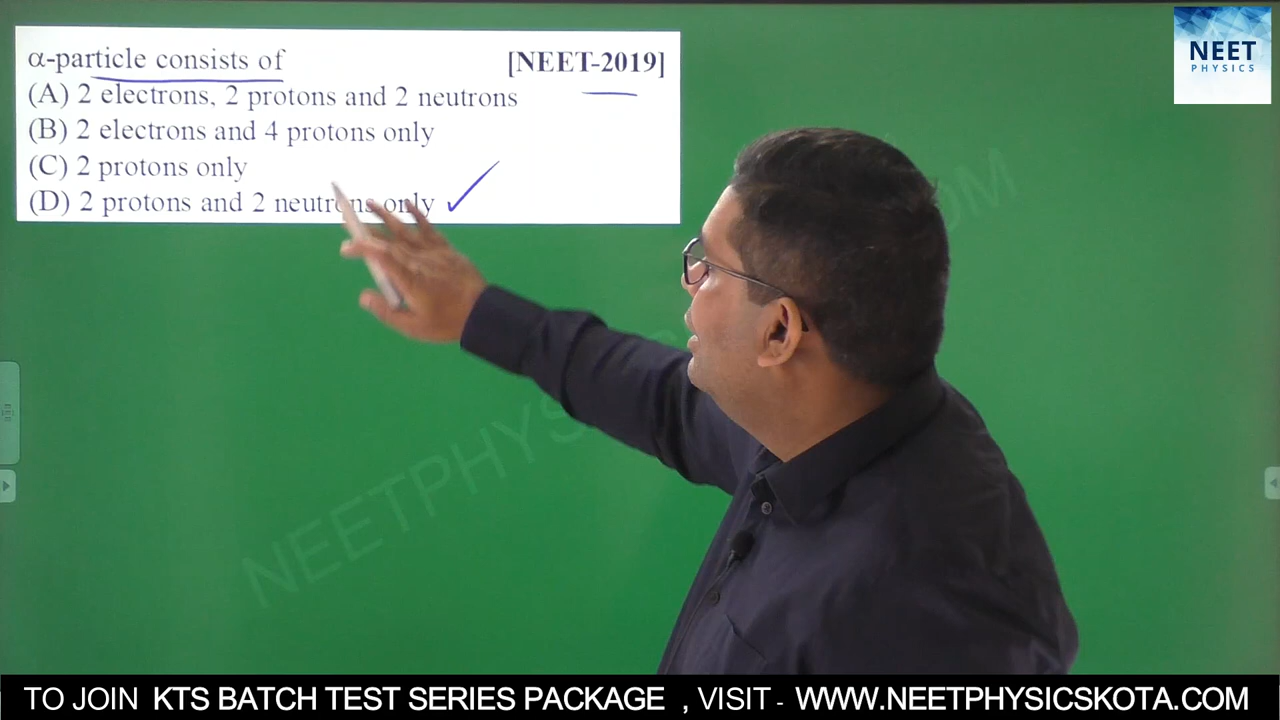 α-particle consists of [NEET-2019]
(A) 2 electrons, 2 protons and 2 neutrons
(B) 2 electrons and 4 protons only
(C) 2 protons only
(D) 2 protons and 2 neutrons only
NEET
PHYSICS
NEETPHYSICS OM
TO JOIN KTS BATCH TEST SERIES PACKAGE , VISIT - WWW.NEETPHYSICSKOTA.COM